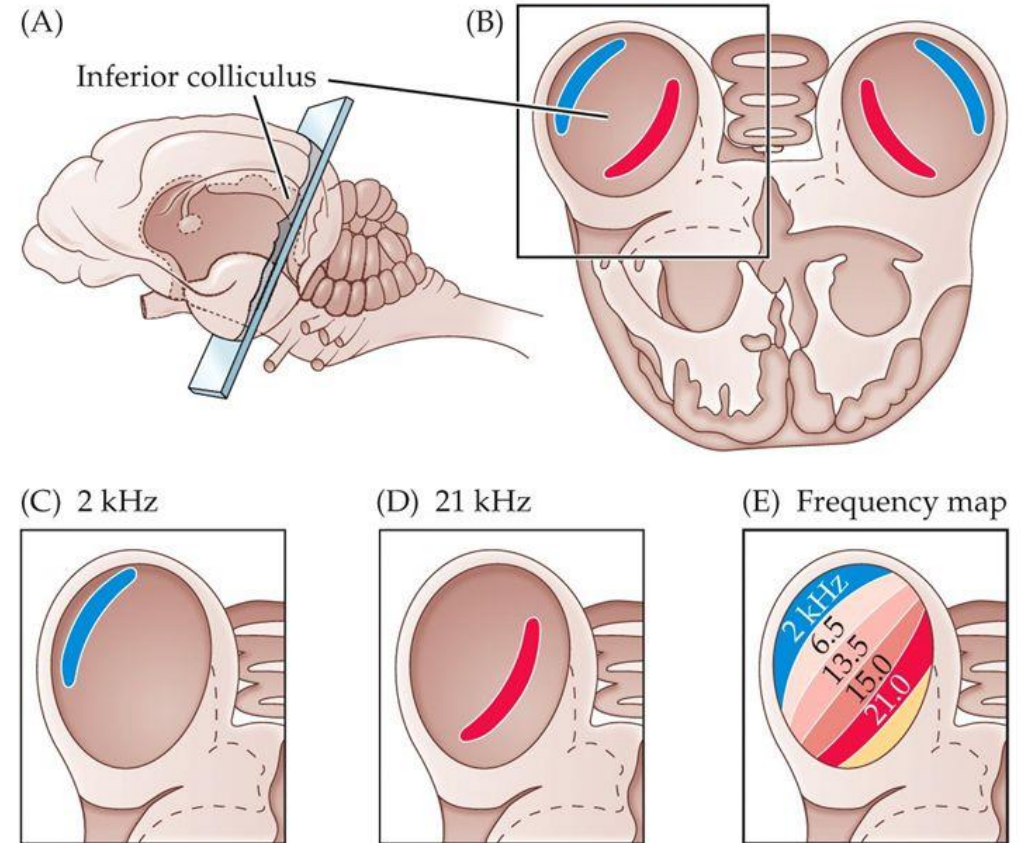 (A)
(B)
Inferior colliculus
(C) 2 kHz
(D) 21 kHz
(E) Frequency map
2 kHz
6.5
13.5
15.0
21.0